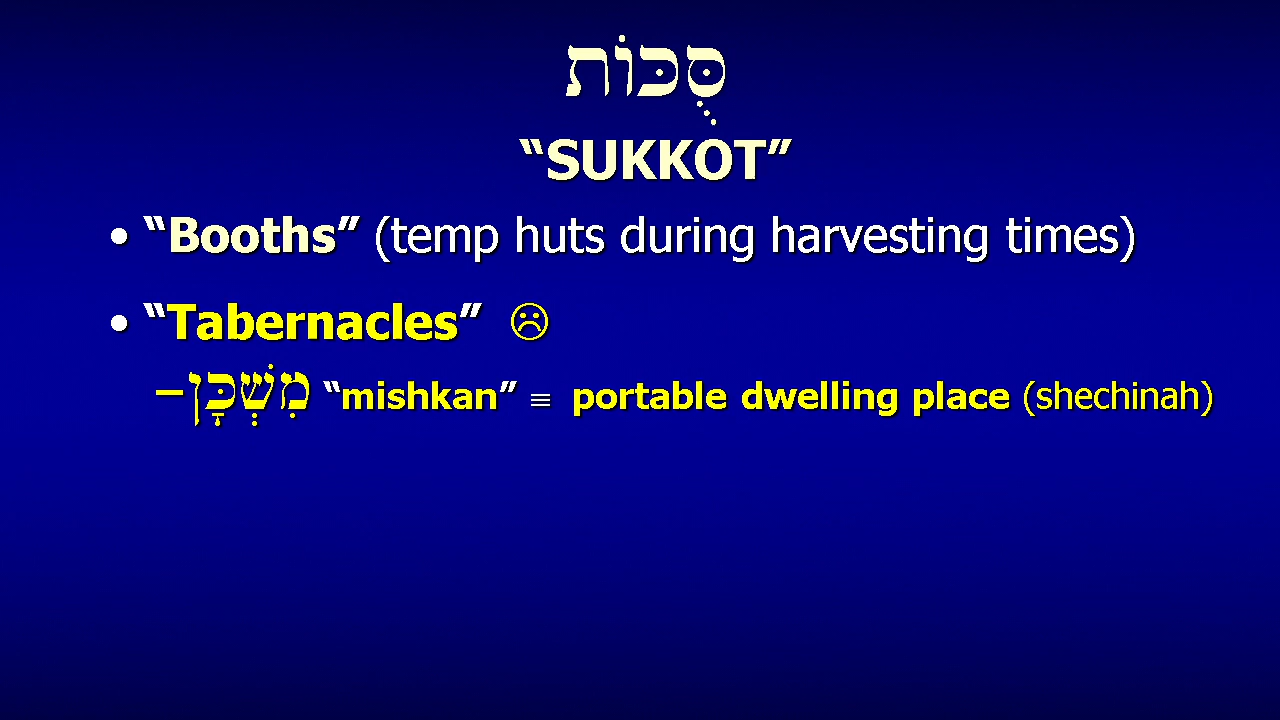 סֻכּוֹת
“SUKKOT”
• “Booths” (temp huts during harvesting times)
• “Tabernacles” ☹
–מִשְׁכָּן “mishkan” ≡ portable dwelling place (shechinah)